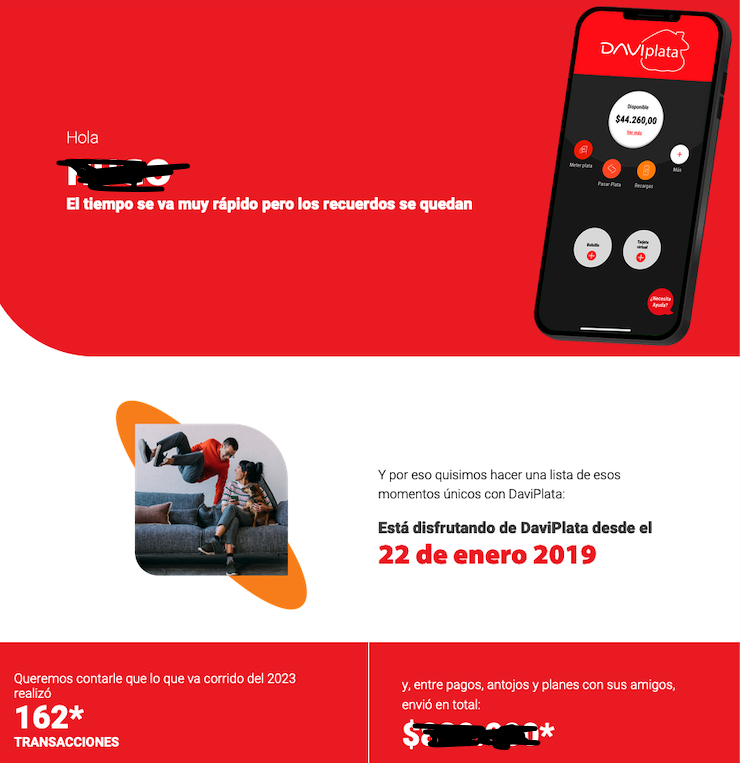 DAVIplata
Disponible
$44.260,00
Ver más
Meter plata
Pasar Plata
Recargas
Más
Bolsillo
Tarjeta
virtual
¿Necesita
Ayuda?
Hola
El tiempo se va muy rápido pero los recuerdos se quedan
Y por eso quisimos hacer una lista de esos
momentos únicos con DaviPlata:
Está disfrutando de DaviPlata desde el
22 de enero 2019
Queremos contarle que lo que va corrido del 2023
realizó
162*
TRANSACCIONES
y, entre pagos, antojos y planes con sus amigos,
envió en total: